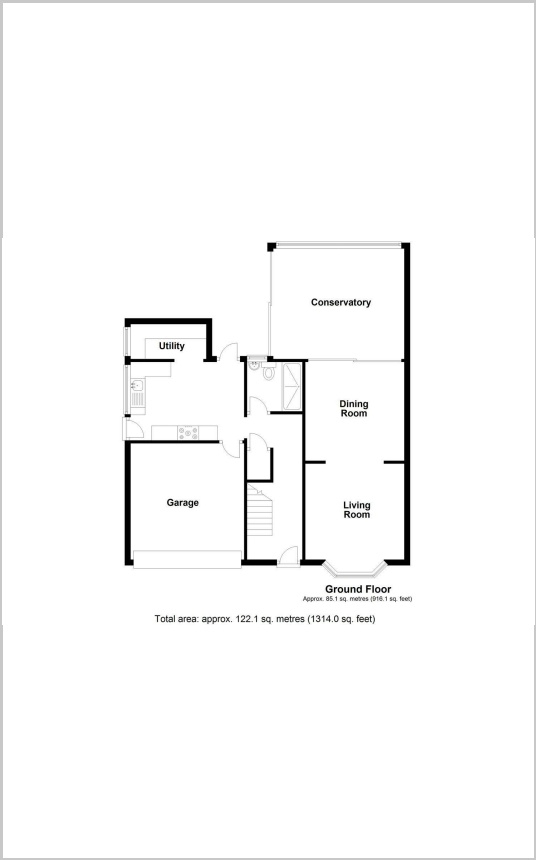 Conservatory
Utility
Dining
Room
Garage
Living
Room
Ground Floor
Approx. 85.1 sq. metres (916.1 sq. feet)
Total area: approx. 122.1 sq. metres (1314.0 sq. feet)